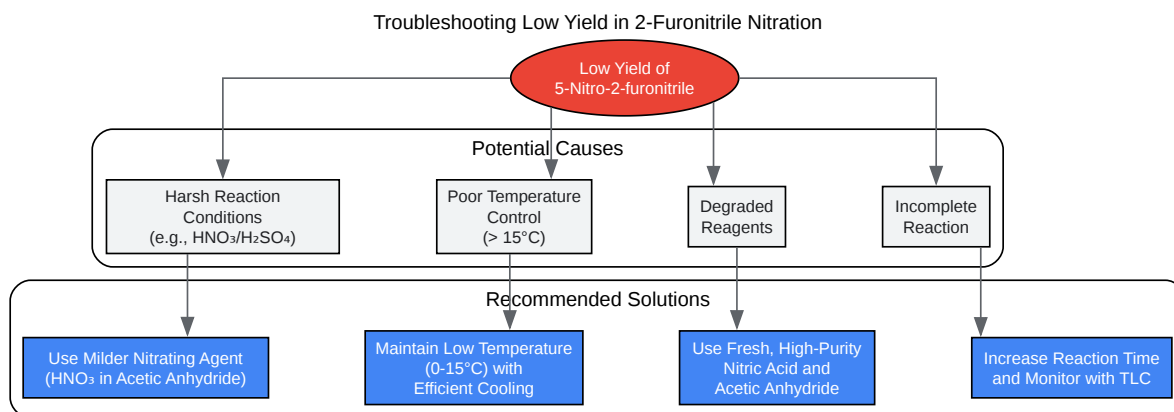 Troubleshooting Low Yield in 2-Furonitrile Nitration
Low Yield of
5-Nitro-2-furonitrile
Potential Causes
Harsh Reaction
Conditions
(e.g., HNO₃/H₂SO₄)
Poor Temperature
Control
(> 15°C)
Degraded
Reagents
Incomplete
Reaction
Recommended Solutions
Use Milder Nitrating Agent
(HNO₃ in Acetic Anhydride)
Maintain Low Temperature
(0-15°C) with
Efficient Cooling
Use Fresh, High-Purity
Nitric Acid and
Acetic Anhydride
Increase Reaction Time
and Monitor with TLC